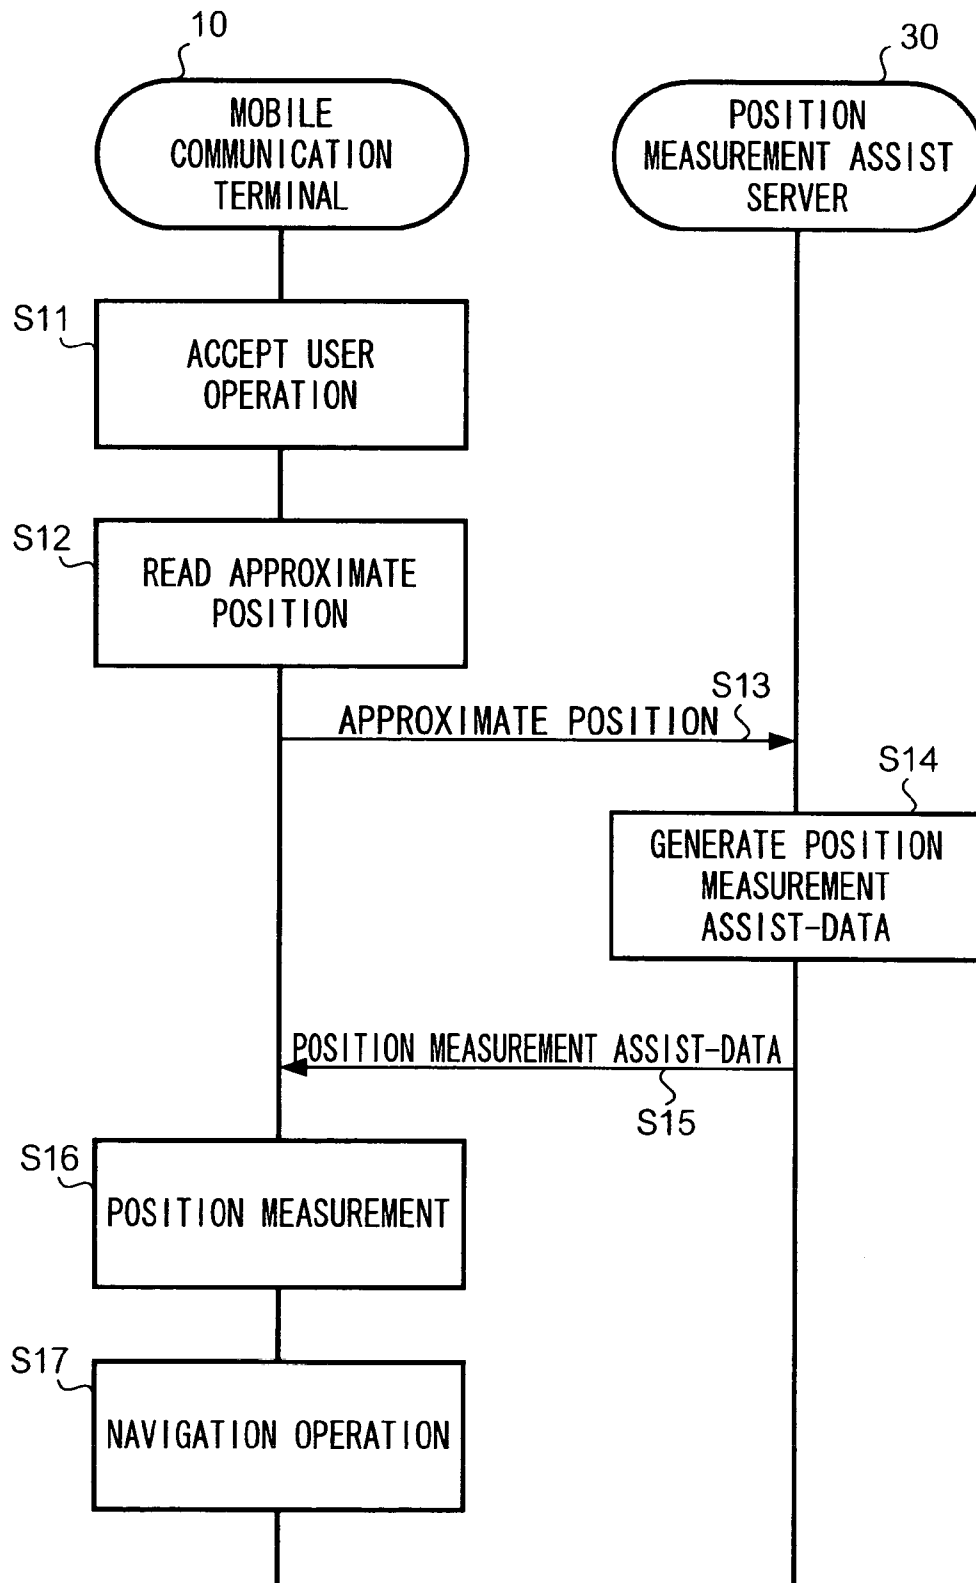 10
30
MOBILE
COMMUNICATION
TERMINAL
POSITION
MEASUREMENT ASSIST
SERVER
S11
ACCEPT USER
OPERATION
S12
READ APPROXIMATE
POSITION
S13
APPROXIMATE POSITION
S14
GENERATE POSITION
MEASUREMENT
ASSIST-DATA
POSITION MEASUREMENT ASSIST-DATA
S15
S16
POSITION MEASUREMENT
S17
NAVIGATION OPERATION